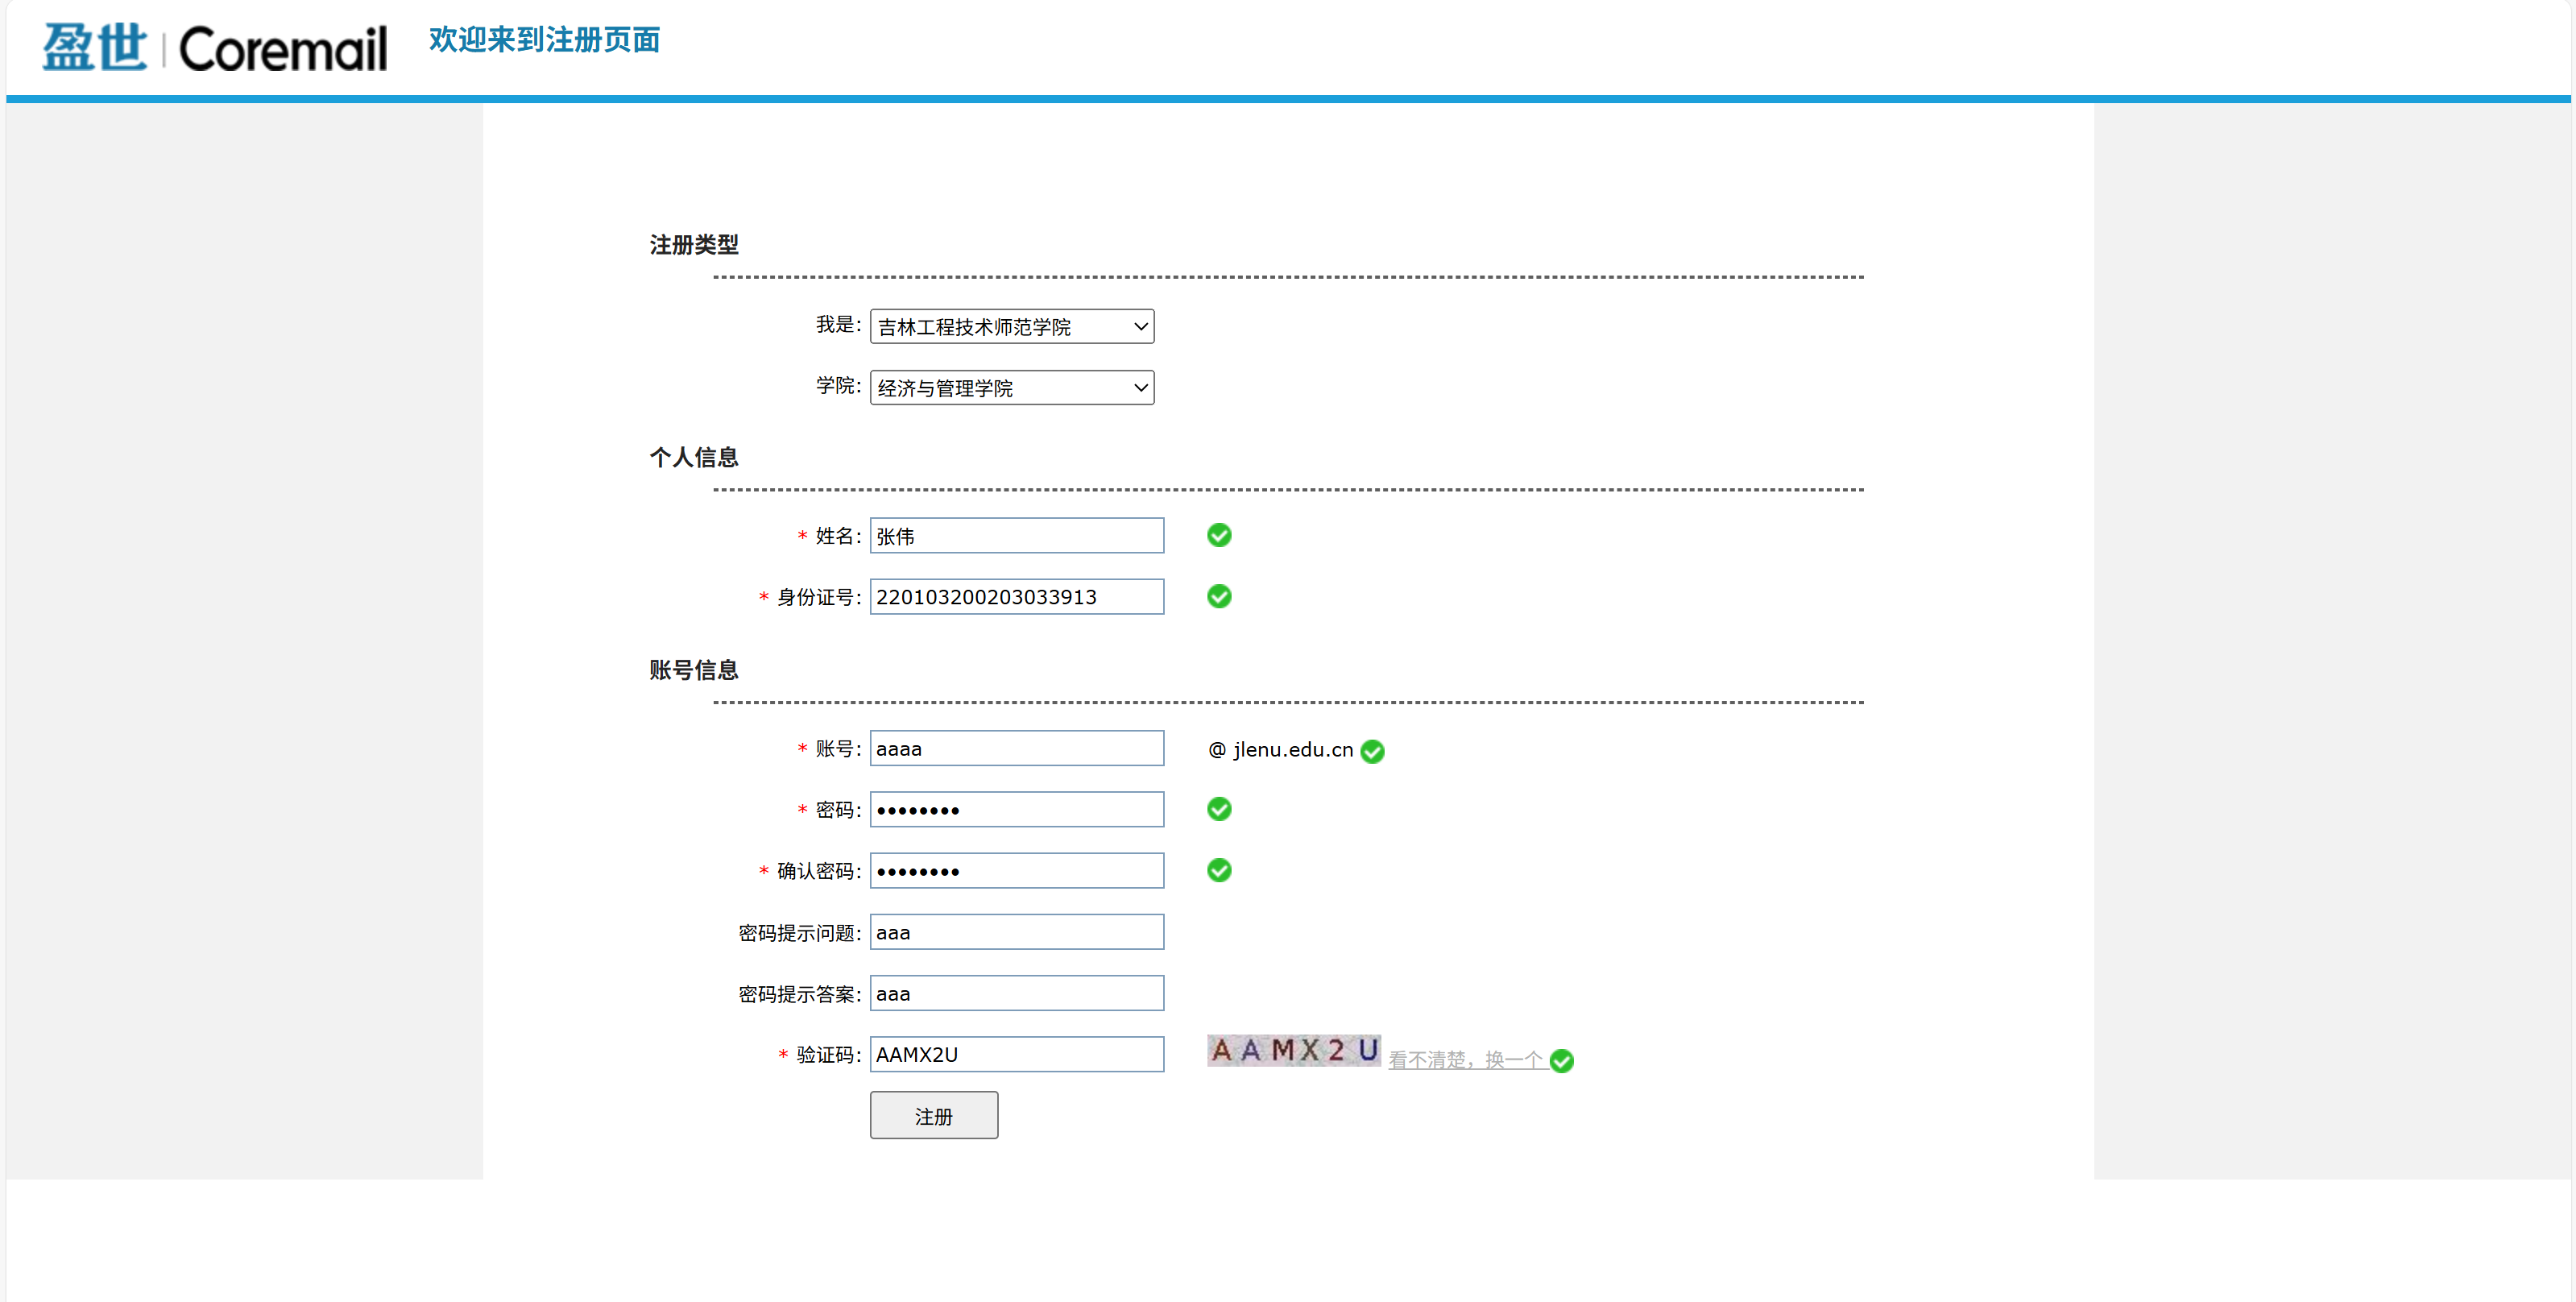 盈世 | Coremail 欢迎来到注册页面
注册类型
我是： 吉林工程技术师范学院
学院： 经济与管理学院
个人信息
* 姓名： 张伟
* 身份证号： 220103200203033913
账号信息
* 账号： aaaa @ jlenu.edu.cn
* 密码： ••••••••
* 确认密码： ••••••••
密码提示问题： aaa
密码提示答案： aaa
* 验证码： AAMX2U AAMX2U 看不清楚，换一个
注册